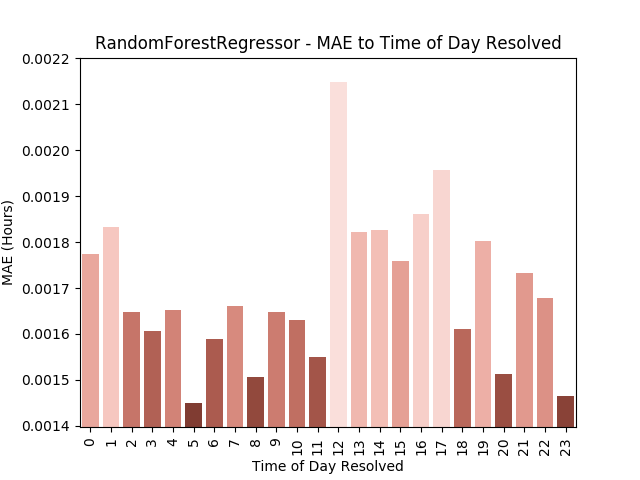 RandomForestRegressor - MAE to Time of Day Resolved
0.0022
0.0021
0.0020
0.0019
0.0018
0.0017
0.0016
0.0015
0.0014
MAE (Hours)
0 1 2 3 4 5 6 7 8 9 10 11 12 13 14 15 16 17 18 19 20 21 22 23
Time of Day Resolved